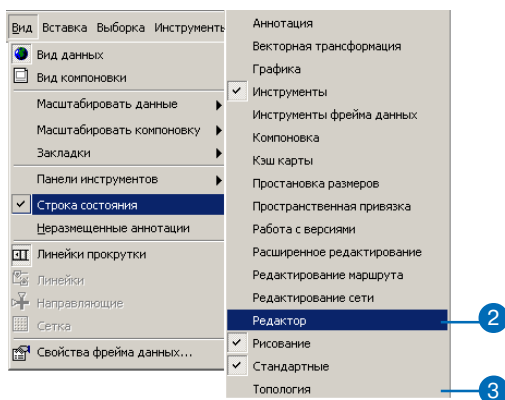 Вид Вставка Выборка Инструменты
Вид данных
Вид компоновки
Масштабировать данные
Масштабировать компоновку
Закладки
Панели инструментов
Строка состояния
Неразмещенные аннотации
Линейки прокрутки
Линейки
Направляющие
Сетка
Свойства фрейма данных...
Аннотация
Векторная трансформация
Графика
Инструменты
Инструменты фрейма данных
Компоновка
Кэш карты
Простановка размеров
Пространственная привязка
Работа с версиями
Расширенное редактирование
Редактирование маршрута
Редактирование сети
Редактор
2
Рисование
Стандартные
Топология
3